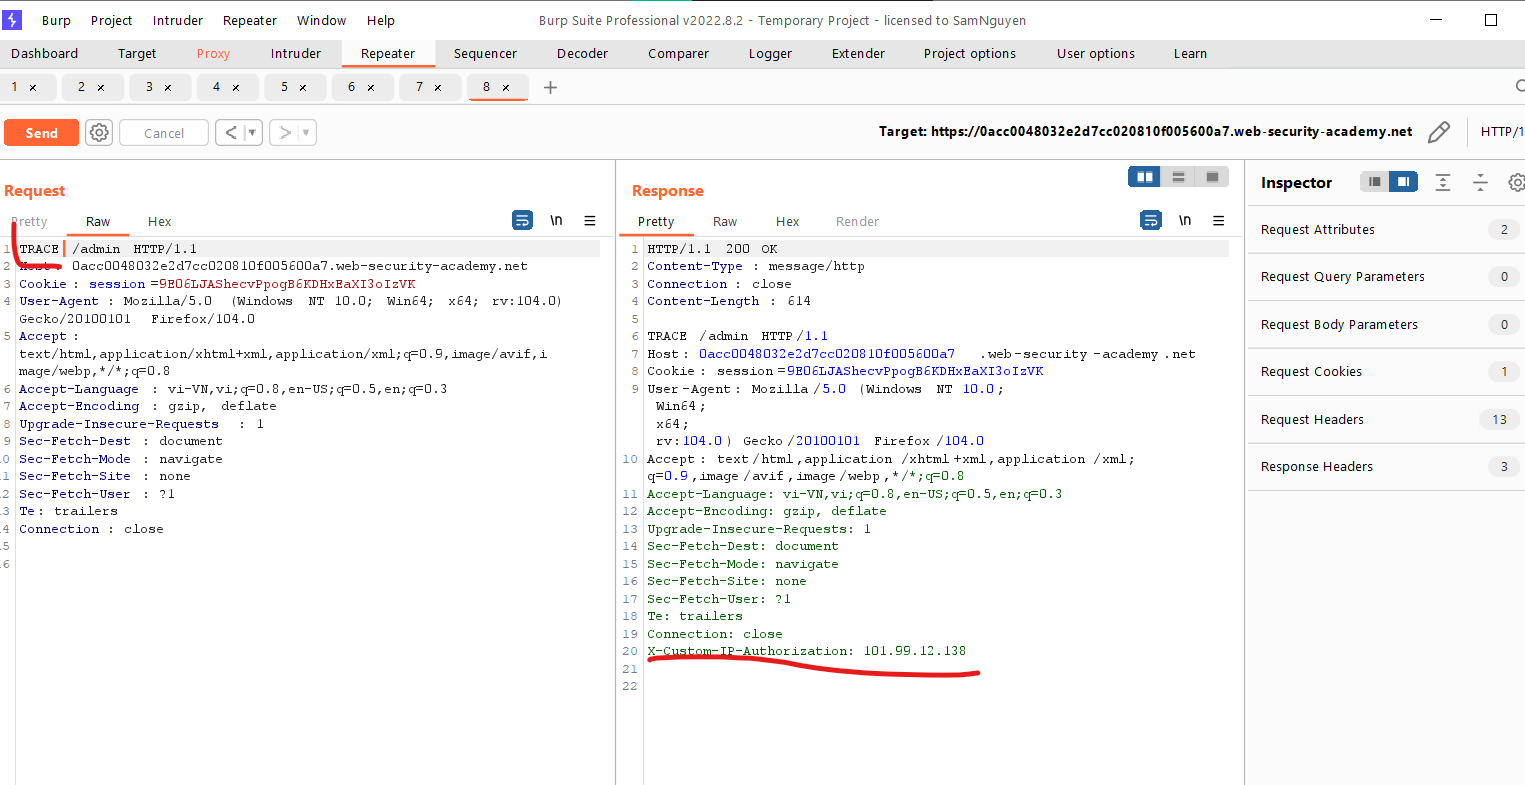 Burp Project Intruder Repeater Window Help Burp Suite Professional v2022.8.2 - Temporary Project - licensed to SamNguyen
Dashboard Target Proxy Intruder Repeater Sequencer Decoder Comparer Logger Extender Project options User options Learn
1 × 2 × 3 × 4 × 5 × 6 × 7 × 8 × +
Send Cancel < > Target: https://0acc0048032e2d7cc020810f005600a7.web-security-academy.net HTTP/1
Request
Pretty Raw Hex \n
1 TRACE /admin HTTP/1.1
2 Host: 0acc0048032e2d7cc020810f005600a7.web-security-academy.net
3 Cookie: session=9E06LJAShecvPpogB6KDHxEaXI3oIzVK
4 User-Agent: Mozilla/5.0 (Windows NT 10.0; Win64; x64; rv:104.0)
Gecko/20100101 Firefox/104.0
5 Accept:
text/html,application/xhtml+xml,application/xml;q=0.9,image/avif,i
mage/webp,*/*;q=0.8
6 Accept-Language: vi-VN,vi;q=0.8,en-US;q=0.5,en;q=0.3
7 Accept-Encoding: gzip, deflate
8 Upgrade-Insecure-Requests: 1
9 Sec-Fetch-Dest: document
0 Sec-Fetch-Mode: navigate
1 Sec-Fetch-Site: none
2 Sec-Fetch-User: ?1
3 Te: trailers
4 Connection: close
5
6
Response
Pretty Raw Hex Render \n
1 HTTP/1.1 200 OK
2 Content-Type: message/http
3 Connection: close
4 Content-Length: 614
5
6 TRACE /admin HTTP/1.1
7 Host: 0acc0048032e2d7cc020810f005600a7.web-security-academy.net
8 Cookie: session=9E06LJAShecvPpogB6KDHxEaXI3oIzVK
9 User-Agent: Mozilla/5.0 (Windows NT 10.0;
Win64;
x64;
rv:104.0) Gecko/20100101 Firefox/104.0
10 Accept: text/html,application/xhtml+xml,application/xml;
q=0.9,image/avif,image/webp,*/*;q=0.8
11 Accept-Language: vi-VN,vi;q=0.8,en-US;q=0.5,en;q=0.3
12 Accept-Encoding: gzip, deflate
13 Upgrade-Insecure-Requests: 1
14 Sec-Fetch-Dest: document
15 Sec-Fetch-Mode: navigate
16 Sec-Fetch-Site: none
17 Sec-Fetch-User: ?1
18 Te: trailers
19 Connection: close
20 X-Custom-IP-Authorization: 101.99.12.138
21
22
Inspector
Request Attributes 2
Request Query Parameters 0
Request Body Parameters 0
Request Cookies 1
Request Headers 13
Response Headers 3